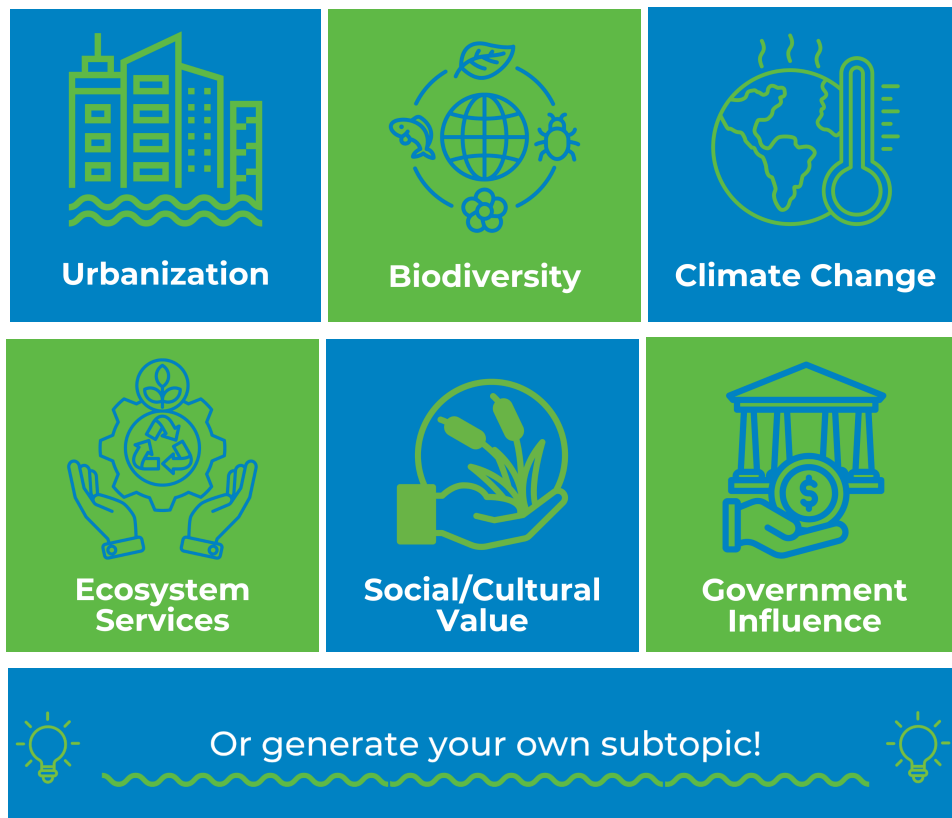 Urbanization
Biodiversity
Climate Change
Ecosystem
Services
Social/Cultural
Value
$
Government
Influence
Or generate your own subtopic!